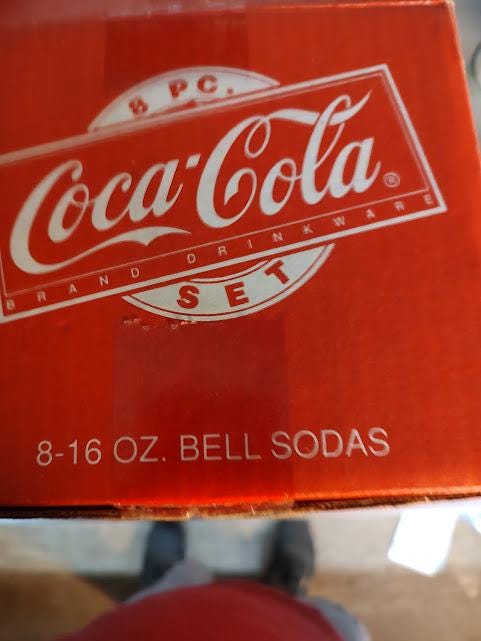 8 PC.
Coca-Cola®
BRAND DRINKWARE
SET
8-16 OZ. BELL SODAS